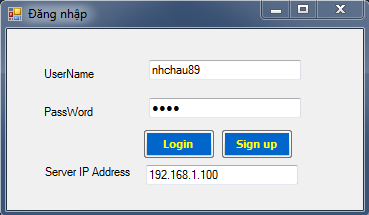 Đăng nhập
UserName nhchau89
PassWord ••••
Login Sign up
Server IP Address 192.168.1.100